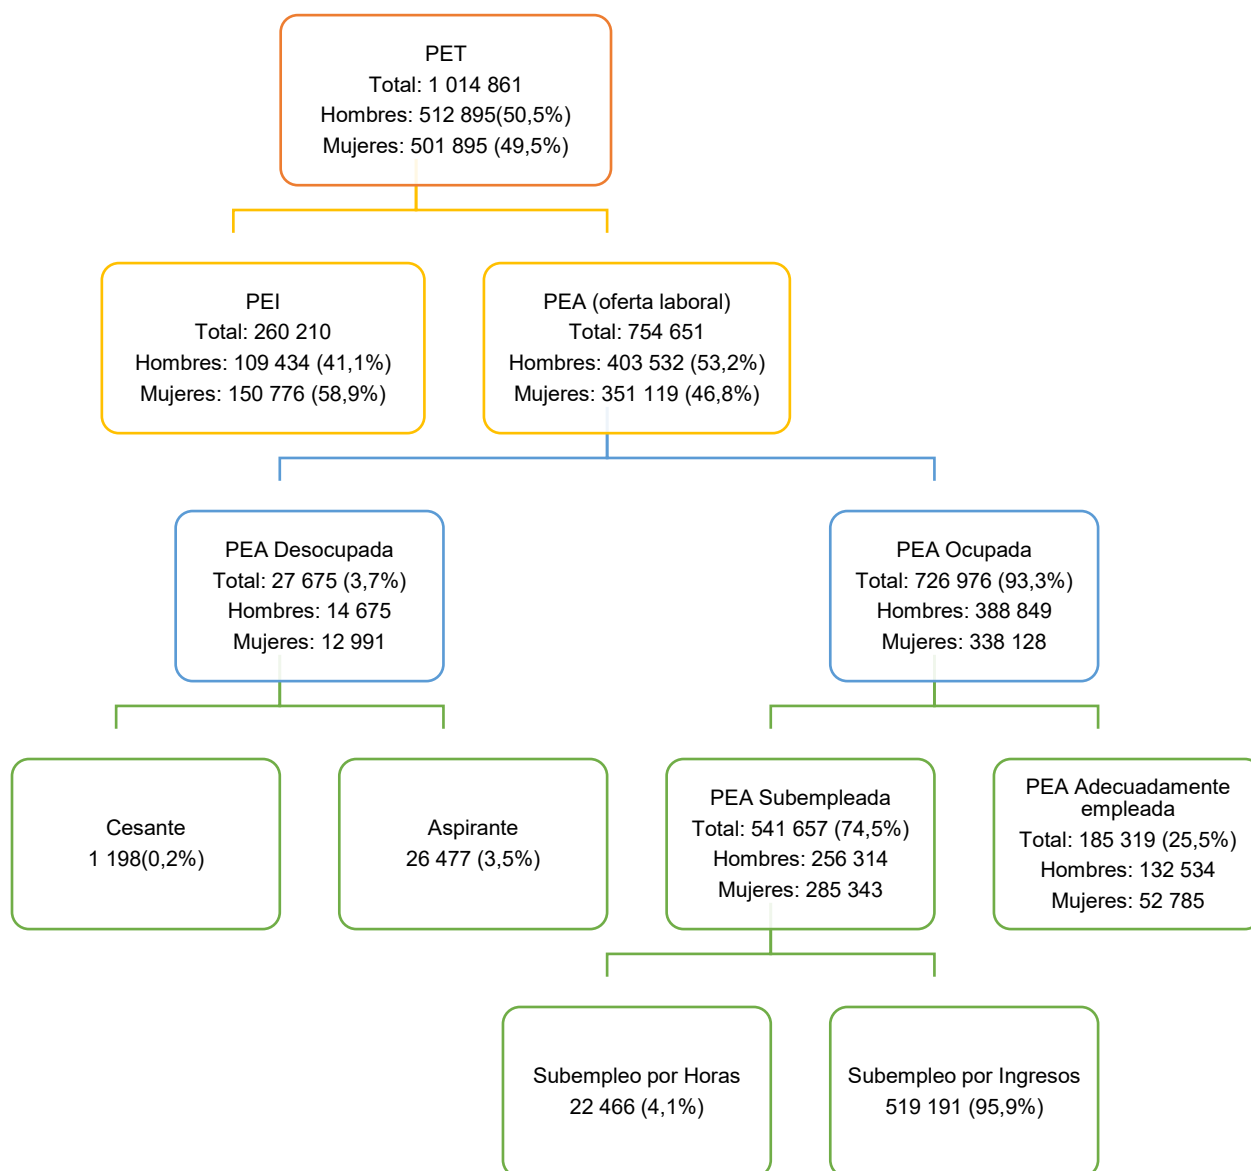 PET
Total: 1 014 861
Hombres: 512 895(50,5%)
Mujeres: 501 895 (49,5%)
PEI
Total: 260 210
Hombres: 109 434 (41,1%)
Mujeres: 150 776 (58,9%)
PEA (oferta laboral)
Total: 754 651
Hombres: 403 532 (53,2%)
Mujeres: 351 119 (46,8%)
PEA Desocupada
Total: 27 675 (3,7%)
Hombres: 14 675
Mujeres: 12 991
PEA Ocupada
Total: 726 976 (93,3%)
Hombres: 388 849
Mujeres: 338 128
Cesante
1 198(0,2%)
Aspirante
26 477 (3,5%)
PEA Subempleada
Total: 541 657 (74,5%)
Hombres: 256 314
Mujeres: 285 343
PEA Adecuadamente
empleada
Total: 185 319 (25,5%)
Hombres: 132 534
Mujeres: 52 785
Subempleo por Horas
22 466 (4,1%)
Subempleo por Ingresos
519 191 (95,9%)